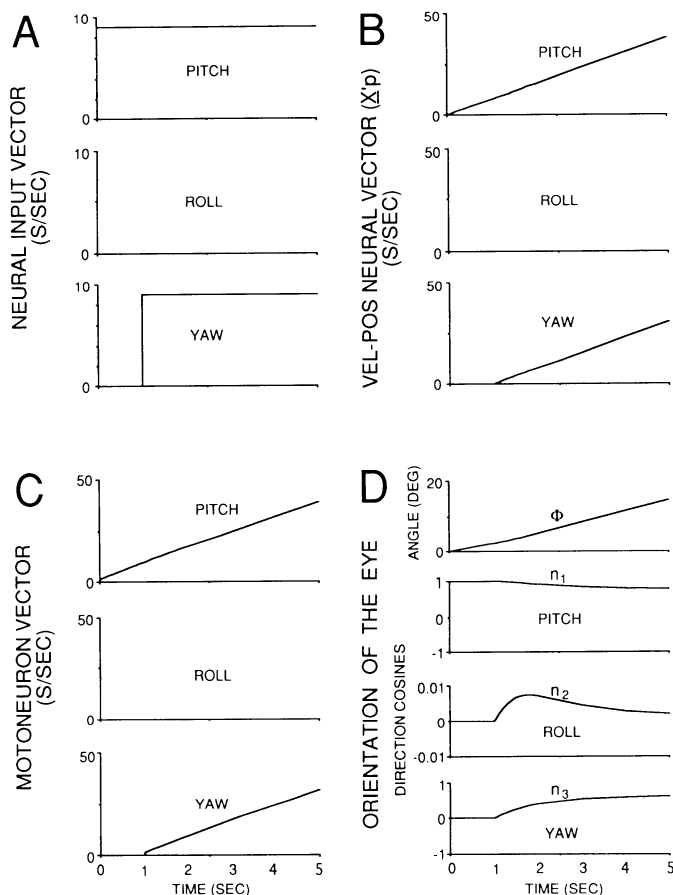 A
NEURAL INPUT VECTOR
(S/SEC)
10
PITCH
0
10
ROLL
0
10
YAW
0
B
VEL-POS NEURAL VECTOR (X'p)
(S/SEC)
50
PITCH
0
50
ROLL
0
50
YAW
0
C
MOTONEURON VECTOR
(S/SEC)
50
PITCH
0
50
ROLL
0
50
YAW
0
0 1 2 3 4 5
TIME (SEC)
D
ORIENTATION OF THE EYE
ANGLE (DEG)
20
Φ
0
DIRECTION COSINES
1
n1
0
PITCH
-1
0.01
n2
0
ROLL
-0.01
1
n3
0
YAW
-1
0 1 2 3 4 5
TIME (SEC)